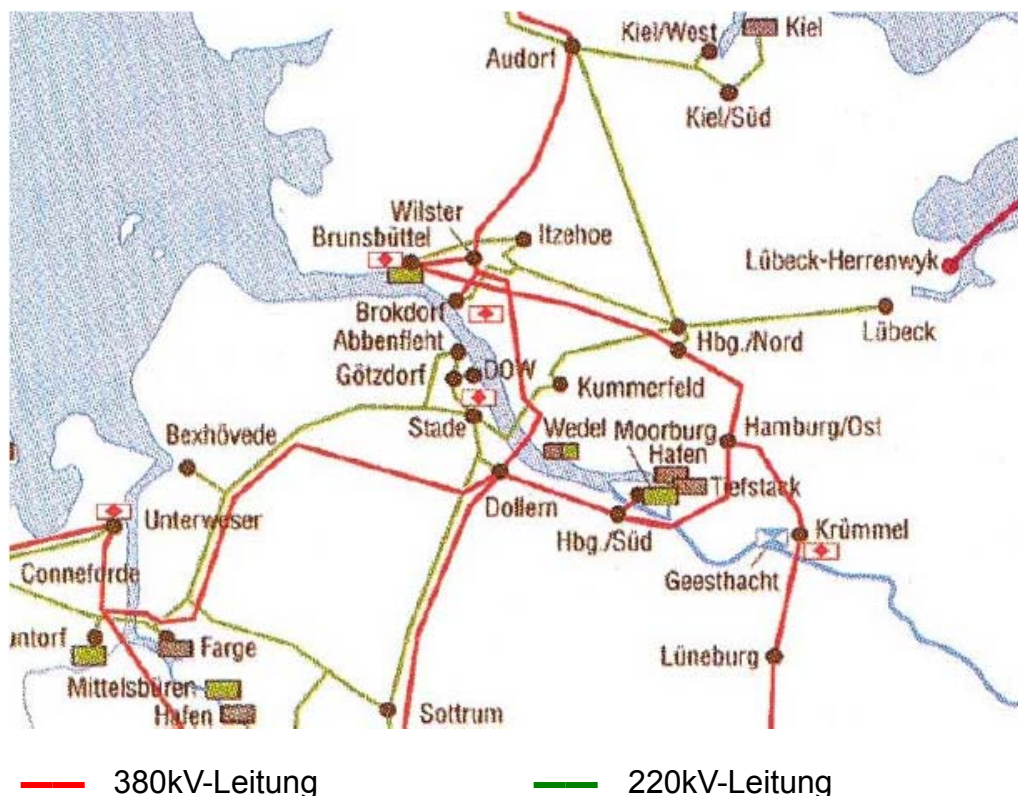 Kiel/West
Kiel
Audorf
Kiel/Süd
Wilster
Brunsbüttel
Itzehoe
Lübeck-Herrenwyk
Brokdorf
Lübeck
Abbenfleht
Hbg./Nord
Götzdorf
DOW
Kummerfeld
Stade
Bexhövede
Wedel
Moorburg
Hamburg/Ost
Hafen
Tiefstack
Unterweser
Dollern
Hbg./Süd
Krümmel
Conneforde
Geesthacht
untorf
Farge
Lüneburg
Mittelsbüren
Hafen
Sottrum
380kV-Leitung
220kV-Leitung